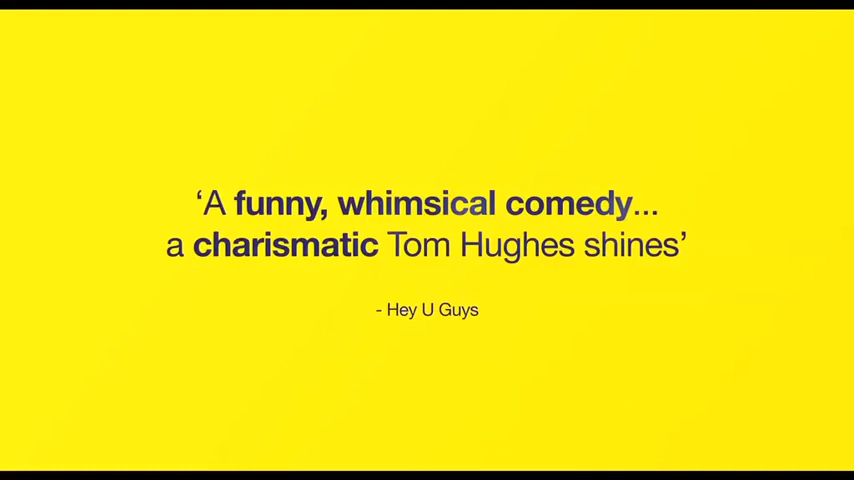 ‘A funny, whimsical comedy...
a charismatic Tom Hughes shines’
- Hey U Guys